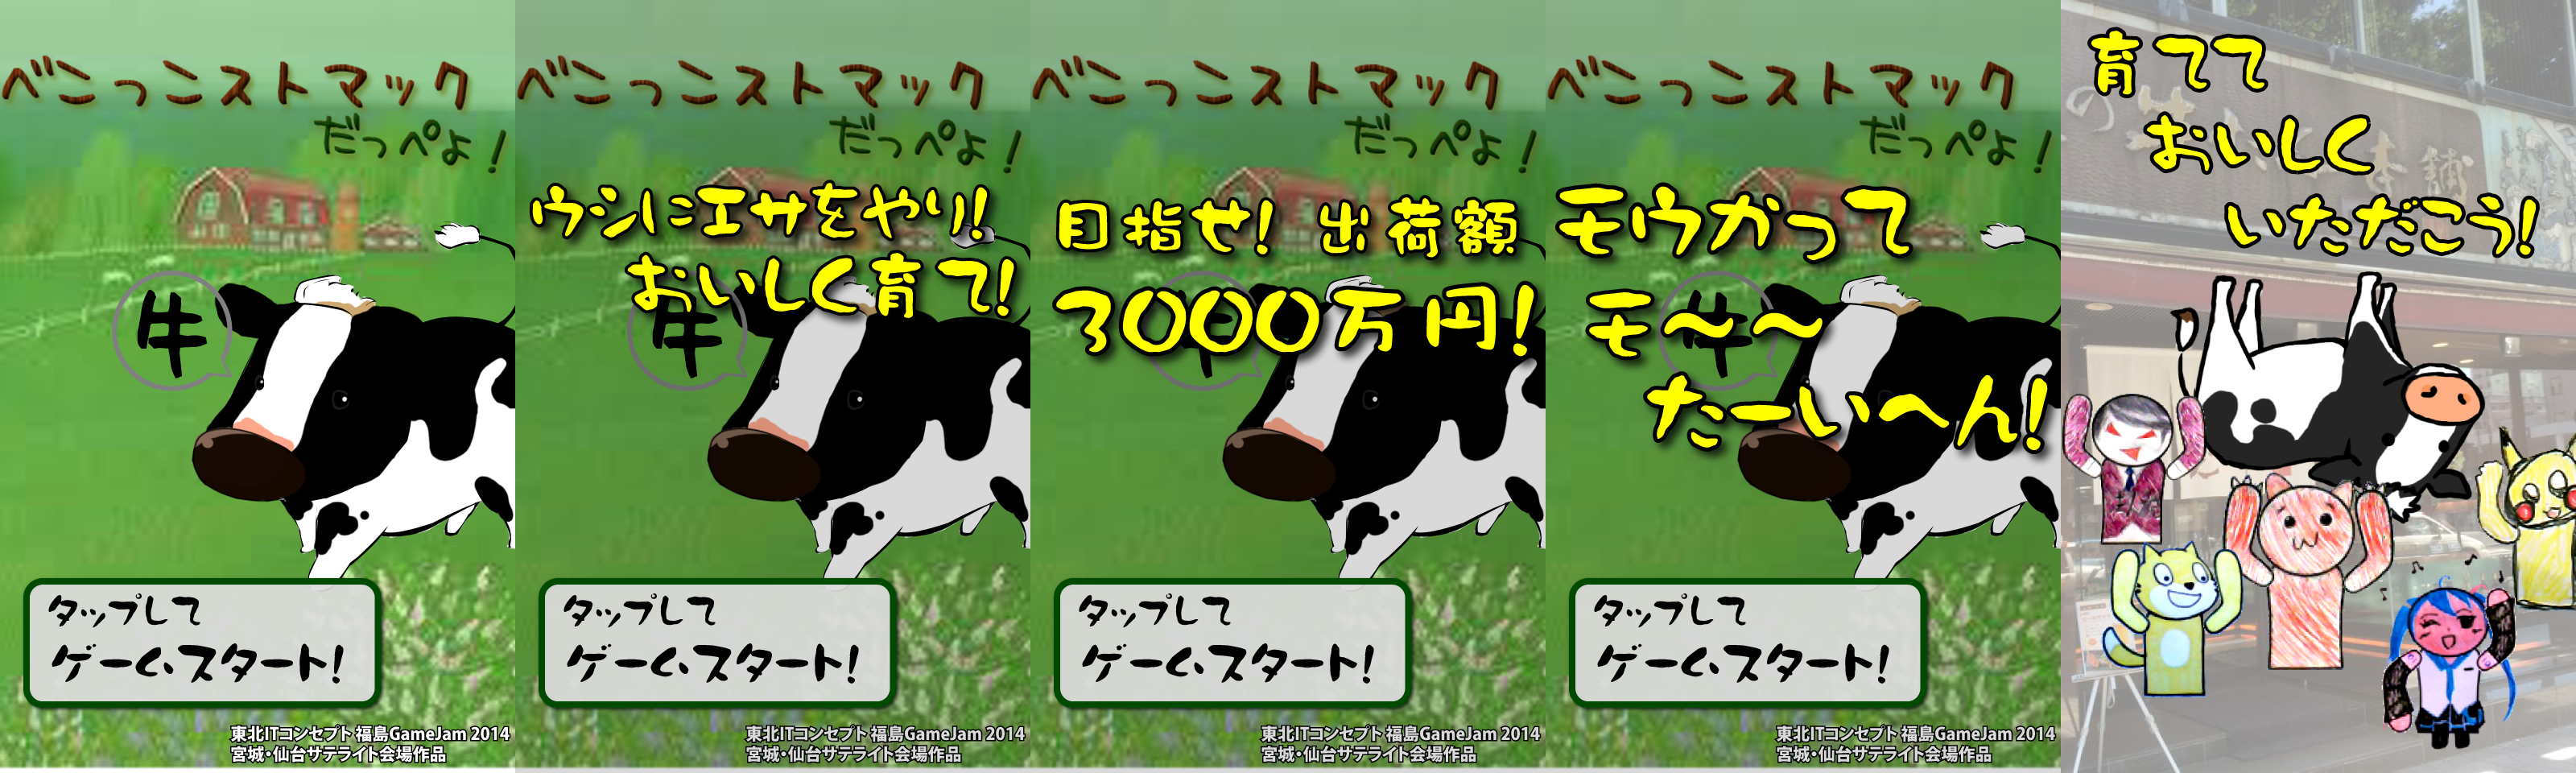 べこっこストマック
だっぺよ！
牛
タップして
ゲームスタート！
東北ITコンセプト 福島GameJam 2014
宮城・仙台サテライト会場作品
べこっこストマック
だっぺよ！
ウシにエサをやり！
おいしく育て！
牛
タップして
ゲームスタート！
東北ITコンセプト 福島GameJam 2014
宮城・仙台サテライト会場作品
べこっこストマック
だっぺよ！
目指せ！ 出荷額
3000万円！
タップして
ゲームスタート！
東北ITコンセプト 福島GameJam 2014
宮城・仙台サテライト会場作品
べこっこストマック
だっぺよ！
モウかって
モ〜〜
たーいへん！
牛
タップして
ゲームスタート！
東北ITコンセプト 福島GameJam 2014
宮城・仙台サテライト会場作品
育てて
おいしく
いただこう！